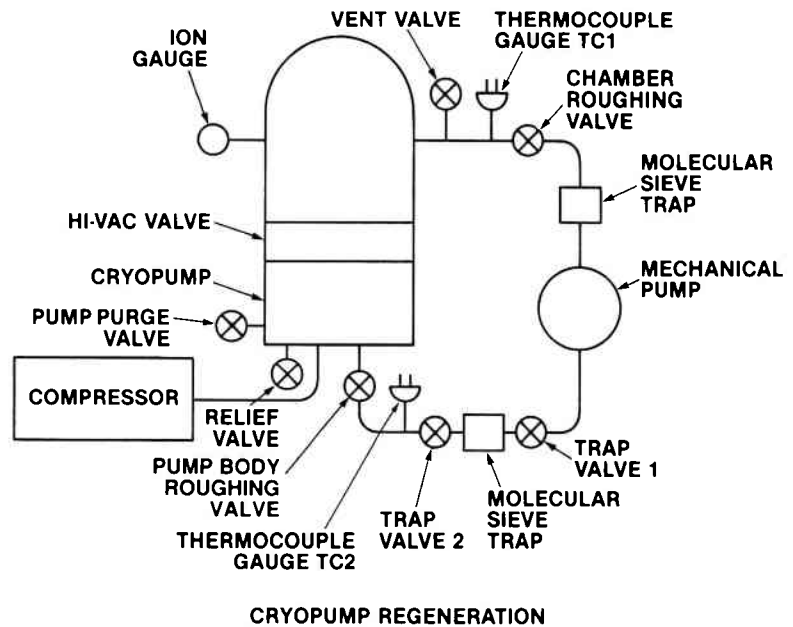 VENT VALVE
THERMOCOUPLE
GAUGE TC1
ION
GAUGE
CHAMBER
ROUGHING
VALVE
MOLECULAR
SIEVE
TRAP
HI-VAC VALVE
CRYOPUMP
MECHANICAL
PUMP
PUMP PURGE
VALVE
COMPRESSOR
RELIEF
VALVE
PUMP BODY
ROUGHING
VALVE
THERMOCOUPLE
GAUGE TC2
TRAP
VALVE 2
MOLECULAR
SIEVE
TRAP
TRAP
VALVE 1
CRYOPUMP REGENERATION